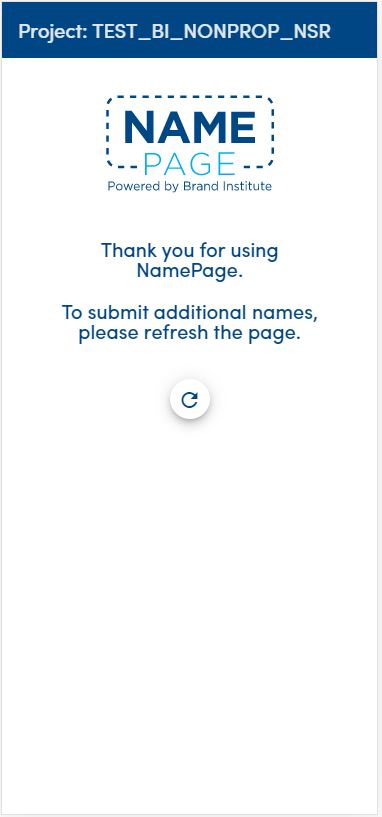 Project: TEST_BI_NONPROP_NSR
NAME
PAGE
Powered by Brand Institute
Thank you for using
NamePage.
To submit additional names,
please refresh the page.